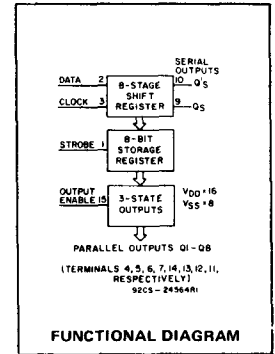 SERIAL
OUTPUTS
DATA 2
8-STAGE
SHIFT
REGISTER
10 Q'S
CLOCK 3
9 QS
STROBE 1
8-BIT
STORAGE
REGISTER
OUTPUT
ENABLE 15
3-STATE
OUTPUTS
VDD = 16
VSS = 8
PARALLEL OUTPUTS Q1-Q8
(TERMINALS 4, 5, 6, 7, 14, 13, 12, 11,
RESPECTIVELY)
92CS-24564R1
FUNCTIONAL DIAGRAM